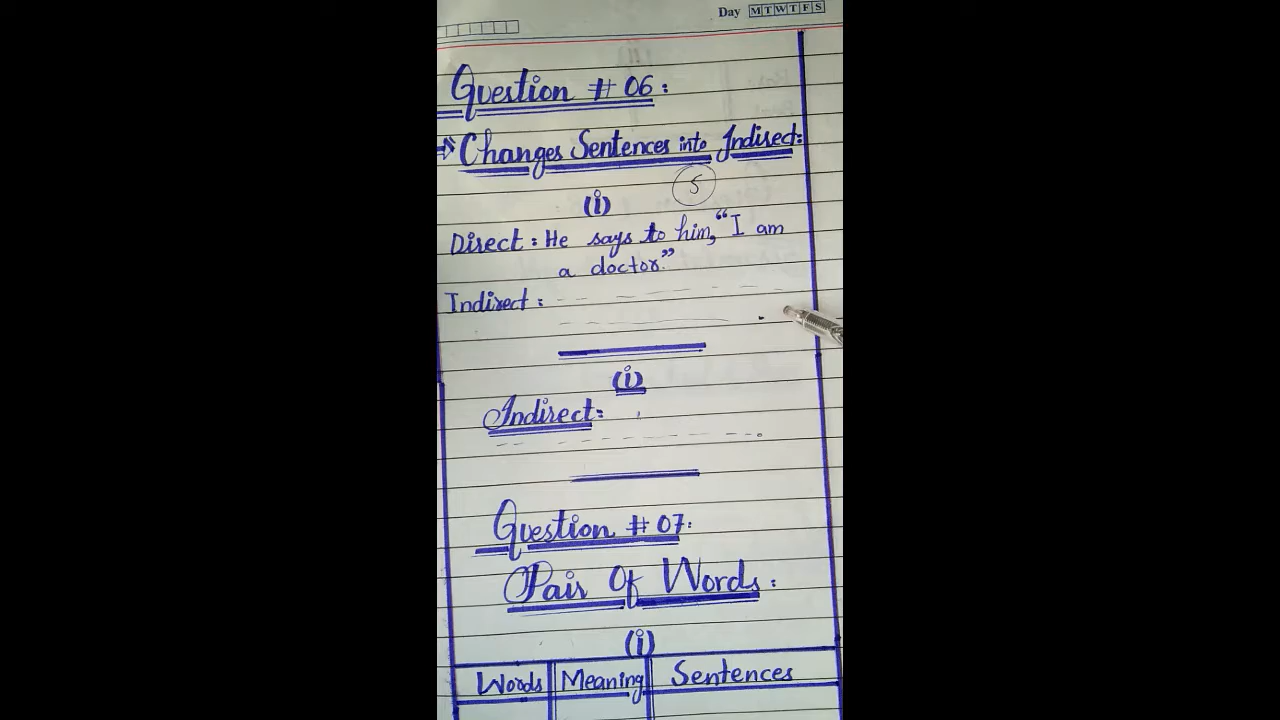 Day M T W T F S
Question # 06:
Changes Sentences into Indirect:
5
(i)
Direct: He says to him, "I am
a doctor."
Indirect:
(i)
Indirect:
Question # 07:
Pair Of Words:
(i)
Words Meaning Sentences